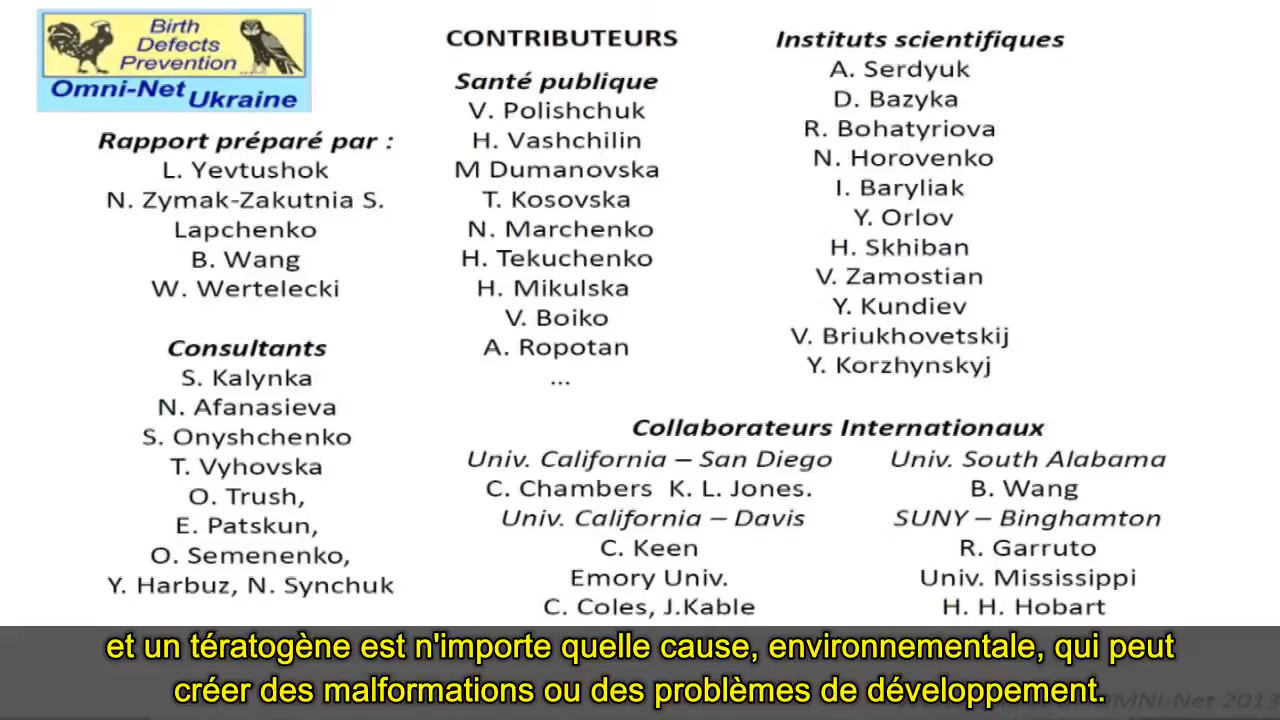 Birth
Defects
Prevention
Omni-Net Ukraine
Rapport préparé par :
L. Yevtushok
N. Zymak-Zakutnia S.
Lapchenko
B. Wang
W. Wertelecki
Consultants
S. Kalynka
N. Afanasieva
S. Onyshchenko
T. Vyhovska
O. Trush,
E. Patskun,
O. Semenenko,
Y. Harbuz, N. Synchuk
CONTRIBUTEURS
Santé publique
V. Polishchuk
H. Vashchilin
M Dumanovska
T. Kosovska
N. Marchenko
H. Tekuchenko
H. Mikulska
V. Boiko
A. Ropotan
...
Instituts scientifiques
A. Serdyuk
D. Bazyka
R. Bohatyriova
N. Horovenko
I. Baryliak
Y. Orlov
H. Skhiban
V. Zamostian
Y. Kundiev
V. Briukhovetskij
Y. Korzhynskyj
Collaborateurs Internationaux
Univ. California – San Diego
C. Chambers K. L. Jones.
Univ. California – Davis
C. Keen
Emory Univ.
C. Coles, J.Kable
Univ. South Alabama
B. Wang
SUNY – Binghamton
R. Garruto
Univ. Mississippi
H. H. Hobart
et un tératogène est n'importe quelle cause, environnementale, qui peut
créer des malformations ou des problèmes de développement.
OMNI-Net 2013